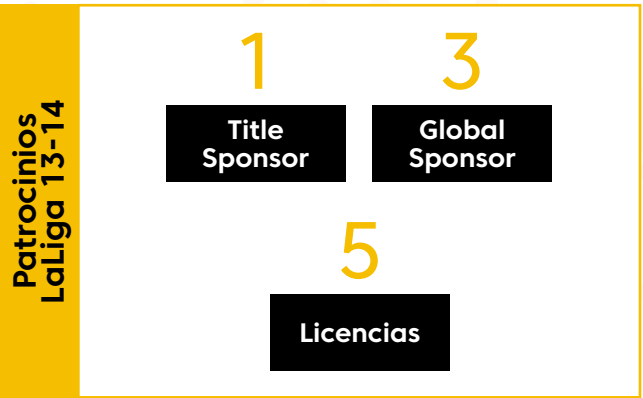 Patrocinios
LaLiga 13-14
1
Title
Sponsor
3
Global
Sponsor
5
Licencias